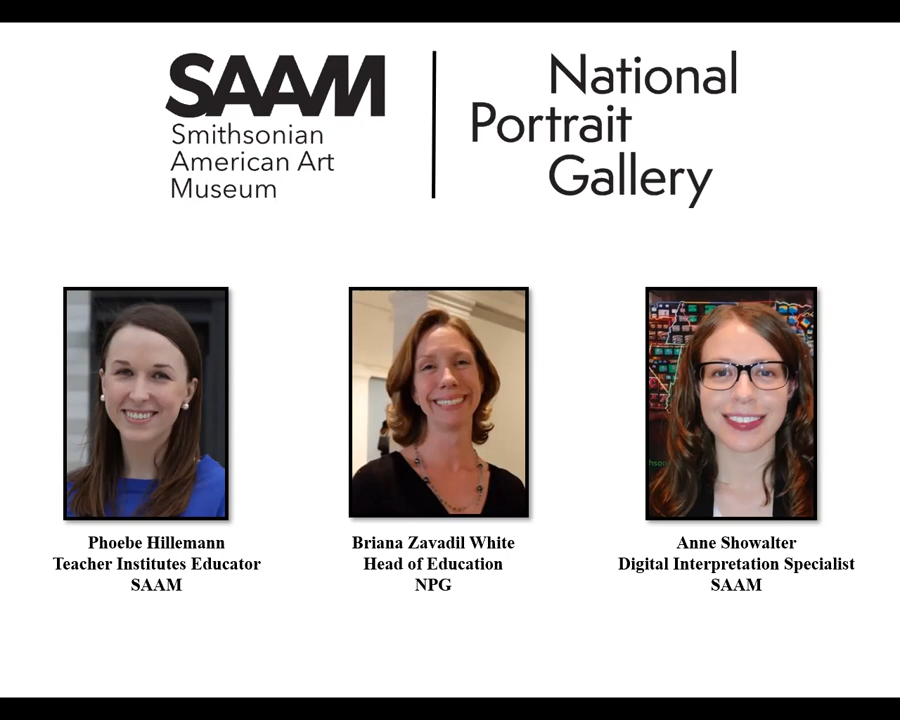 SAAM
Smithsonian
American Art
Museum
National
Portrait
Gallery
Phoebe Hillemann
Teacher Institutes Educator
SAAM
Briana Zavadil White
Head of Education
NPG
Anne Showalter
Digital Interpretation Specialist
SAAM